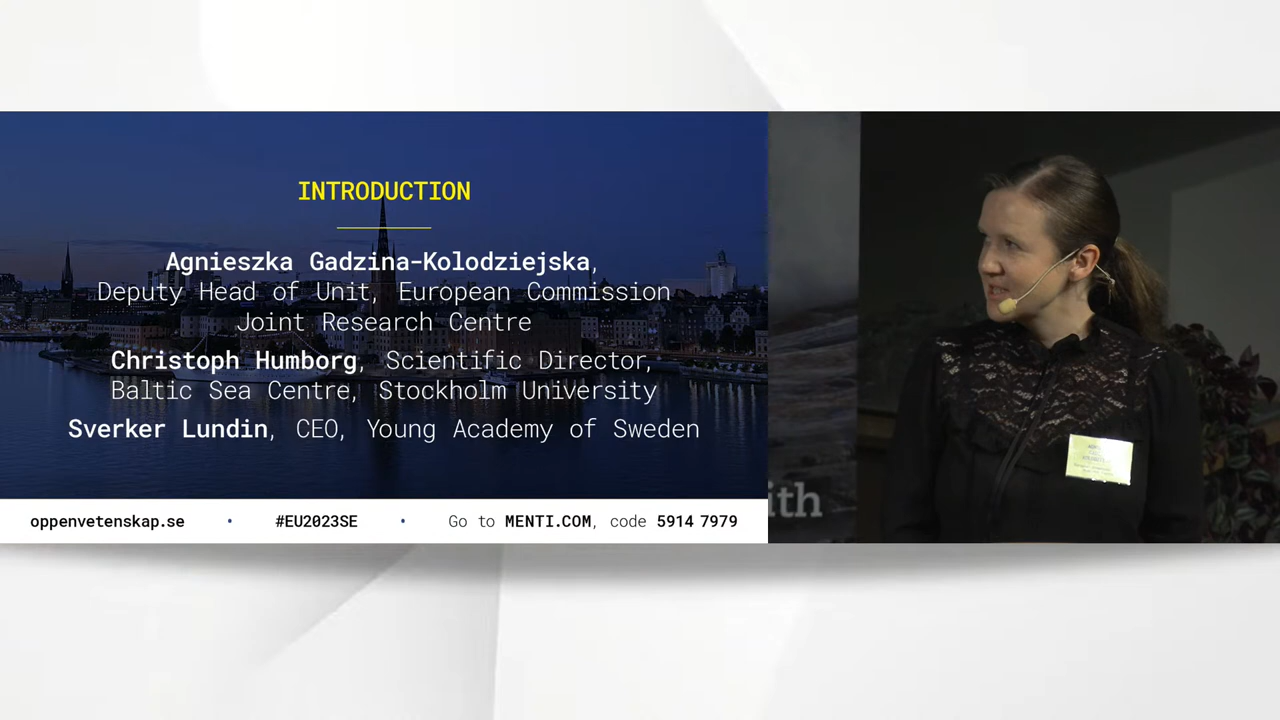 INTRODUCTION
Agnieszka Gadzina-Kolodziejska,
Deputy Head of Unit, European Commission
Joint Research Centre
Christoph Humborg, Scientific Director,
Baltic Sea Centre, Stockholm University
Sverker Lundin, CEO, Young Academy of Sweden
oppenvetenskap.se • #EU2023SE • Go to MENTI.COM, code 5914 7979
ith